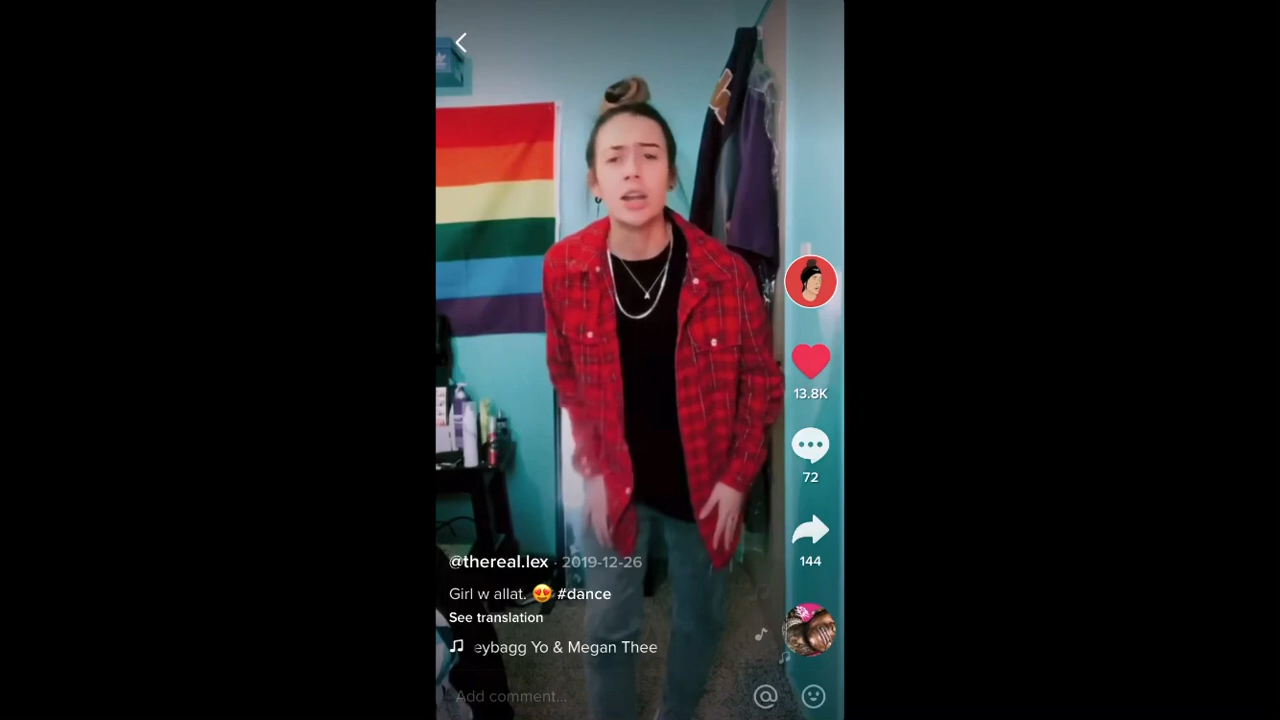 13.8K
72
144
@thereal.lex · 2019-12-26
Girl w allat. 😍 #dance
See translation
eybagg Yo & Megan Thee
Add comment...